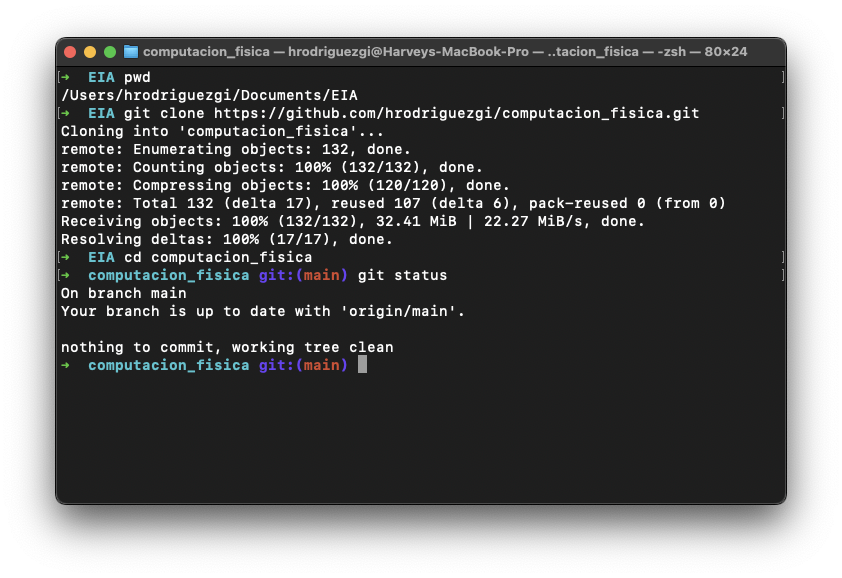 computacion_fisica — hrodriguezgi@Harveys-MacBook-Pro — ..tacion_fisica — -zsh — 80×24
[➜  EIA pwd ]
/Users/hrodriguezgi/Documents/EIA
[➜  EIA git clone https://github.com/hrodriguezgi/computacion_fisica.git ]
Cloning into 'computacion_fisica'...
remote: Enumerating objects: 132, done.
remote: Counting objects: 100% (132/132), done.
remote: Compressing objects: 100% (120/120), done.
remote: Total 132 (delta 17), reused 107 (delta 6), pack-reused 0 (from 0)
Receiving objects: 100% (132/132), 32.41 MiB | 22.27 MiB/s, done.
Resolving deltas: 100% (17/17), done.
[➜  EIA cd computacion_fisica ]
[➜  computacion_fisica git:(main) git status ]
On branch main
Your branch is up to date with 'origin/main'.

nothing to commit, working tree clean
➜  computacion_fisica git:(main)